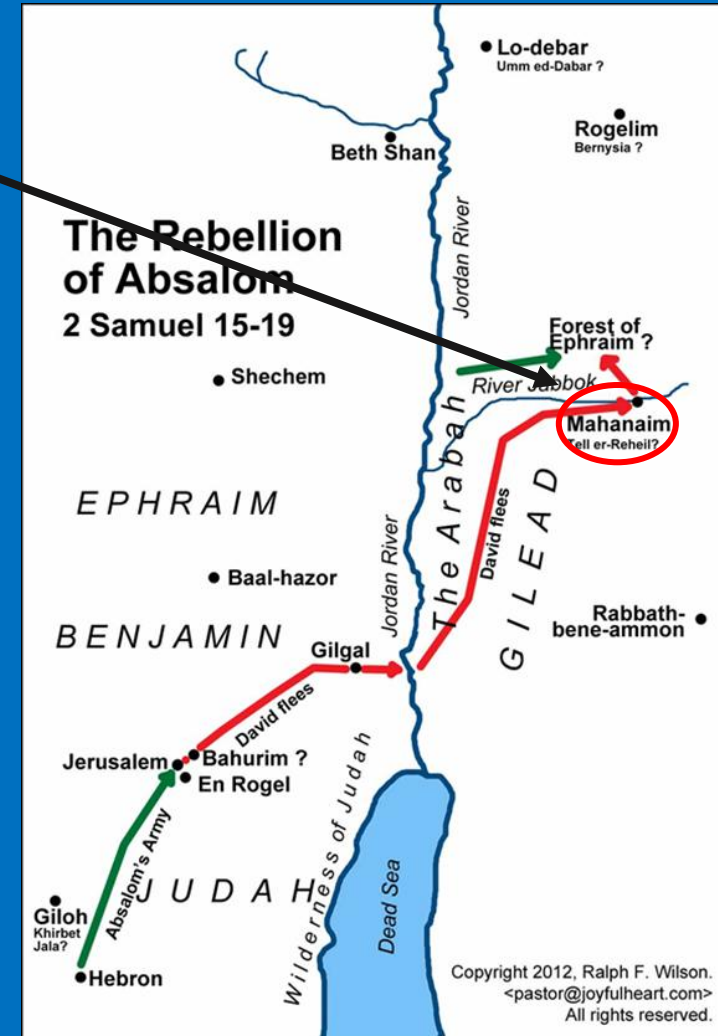 Lo-debar
Umm ed-Dabar ?
Rogelim
Bernysia ?
Beth Shan
The Rebellion
of Absalom
2 Samuel 15-19
Jordan River
Forest of
Ephraim ?
Shechem
River Jabbok
Mahanaim
Tell er-Reheil?
The Arabah
EPHRAIM
David flees
GILEAD
Jordan River
Baal-hazor
Rabbath-
bene-ammon
BENJAMIN
Gilgal
David flees
Jerusalem
Bahurim ?
En Rogel
Wilderness of Judah
Absalom's Army
JUDAH
Dead Sea
Giloh
Khirbet
Jala?
Hebron
Copyright 2012, Ralph F. Wilson.
<pastor@joyfulheart.com>
All rights reserved.